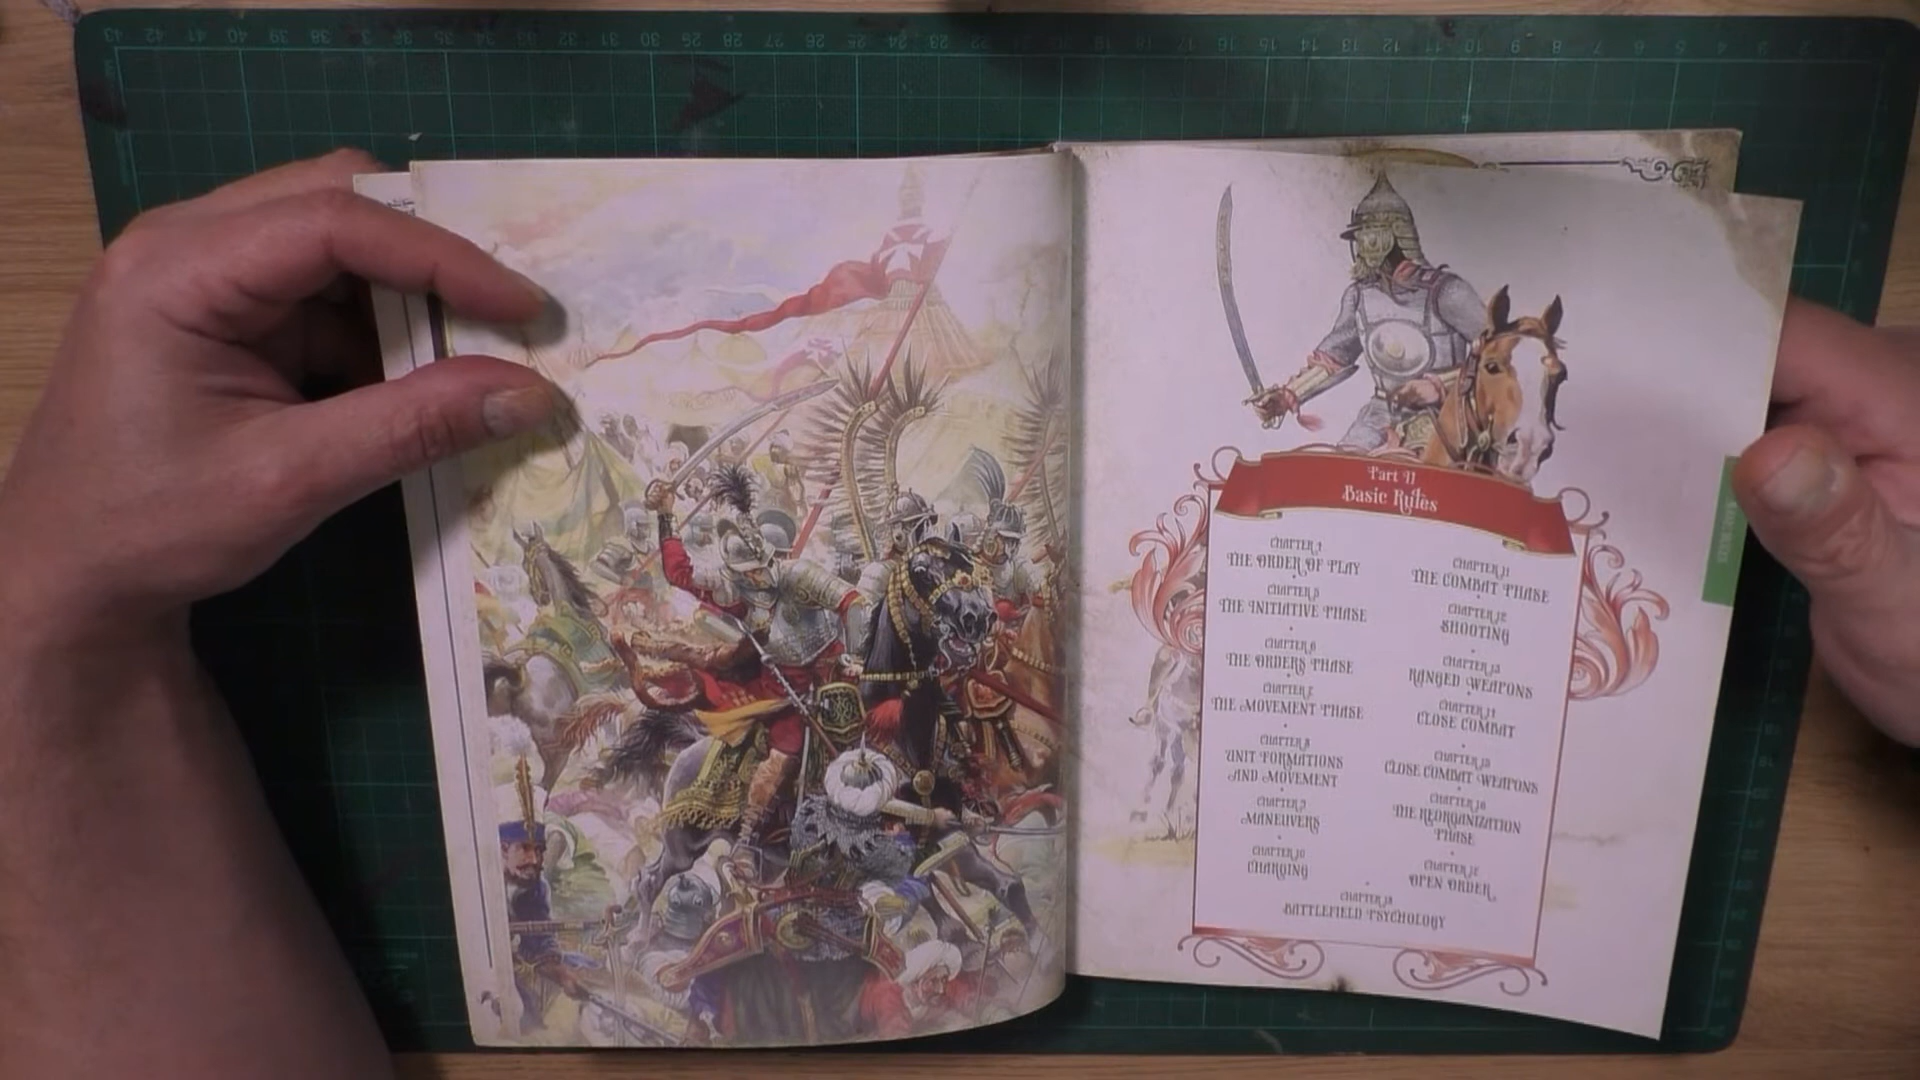 Part II
Basic Rules
CHAPTER 4
THE ORDER OF PLAY
CHAPTER 5
THE INITIATIVE PHASE
CHAPTER 6
THE ORDERS PHASE
CHAPTER 7
THE MOVEMENT PHASE
CHAPTER 8
UNIT FORMATIONS
AND MOVEMENT
CHAPTER 9
MANEUVERS
CHAPTER 10
CHARGING
CHAPTER 11
THE COMBAT PHASE
CHAPTER 12
SHOOTING
CHAPTER 13
RANGED WEAPONS
CHAPTER 14
CLOSE COMBAT
CHAPTER 15
CLOSE COMBAT WEAPONS
CHAPTER 16
THE REORGANIZATION
PHASE
CHAPTER 17
OPEN ORDER
CHAPTER 18
BATTLEFIELD PSYCHOLOGY